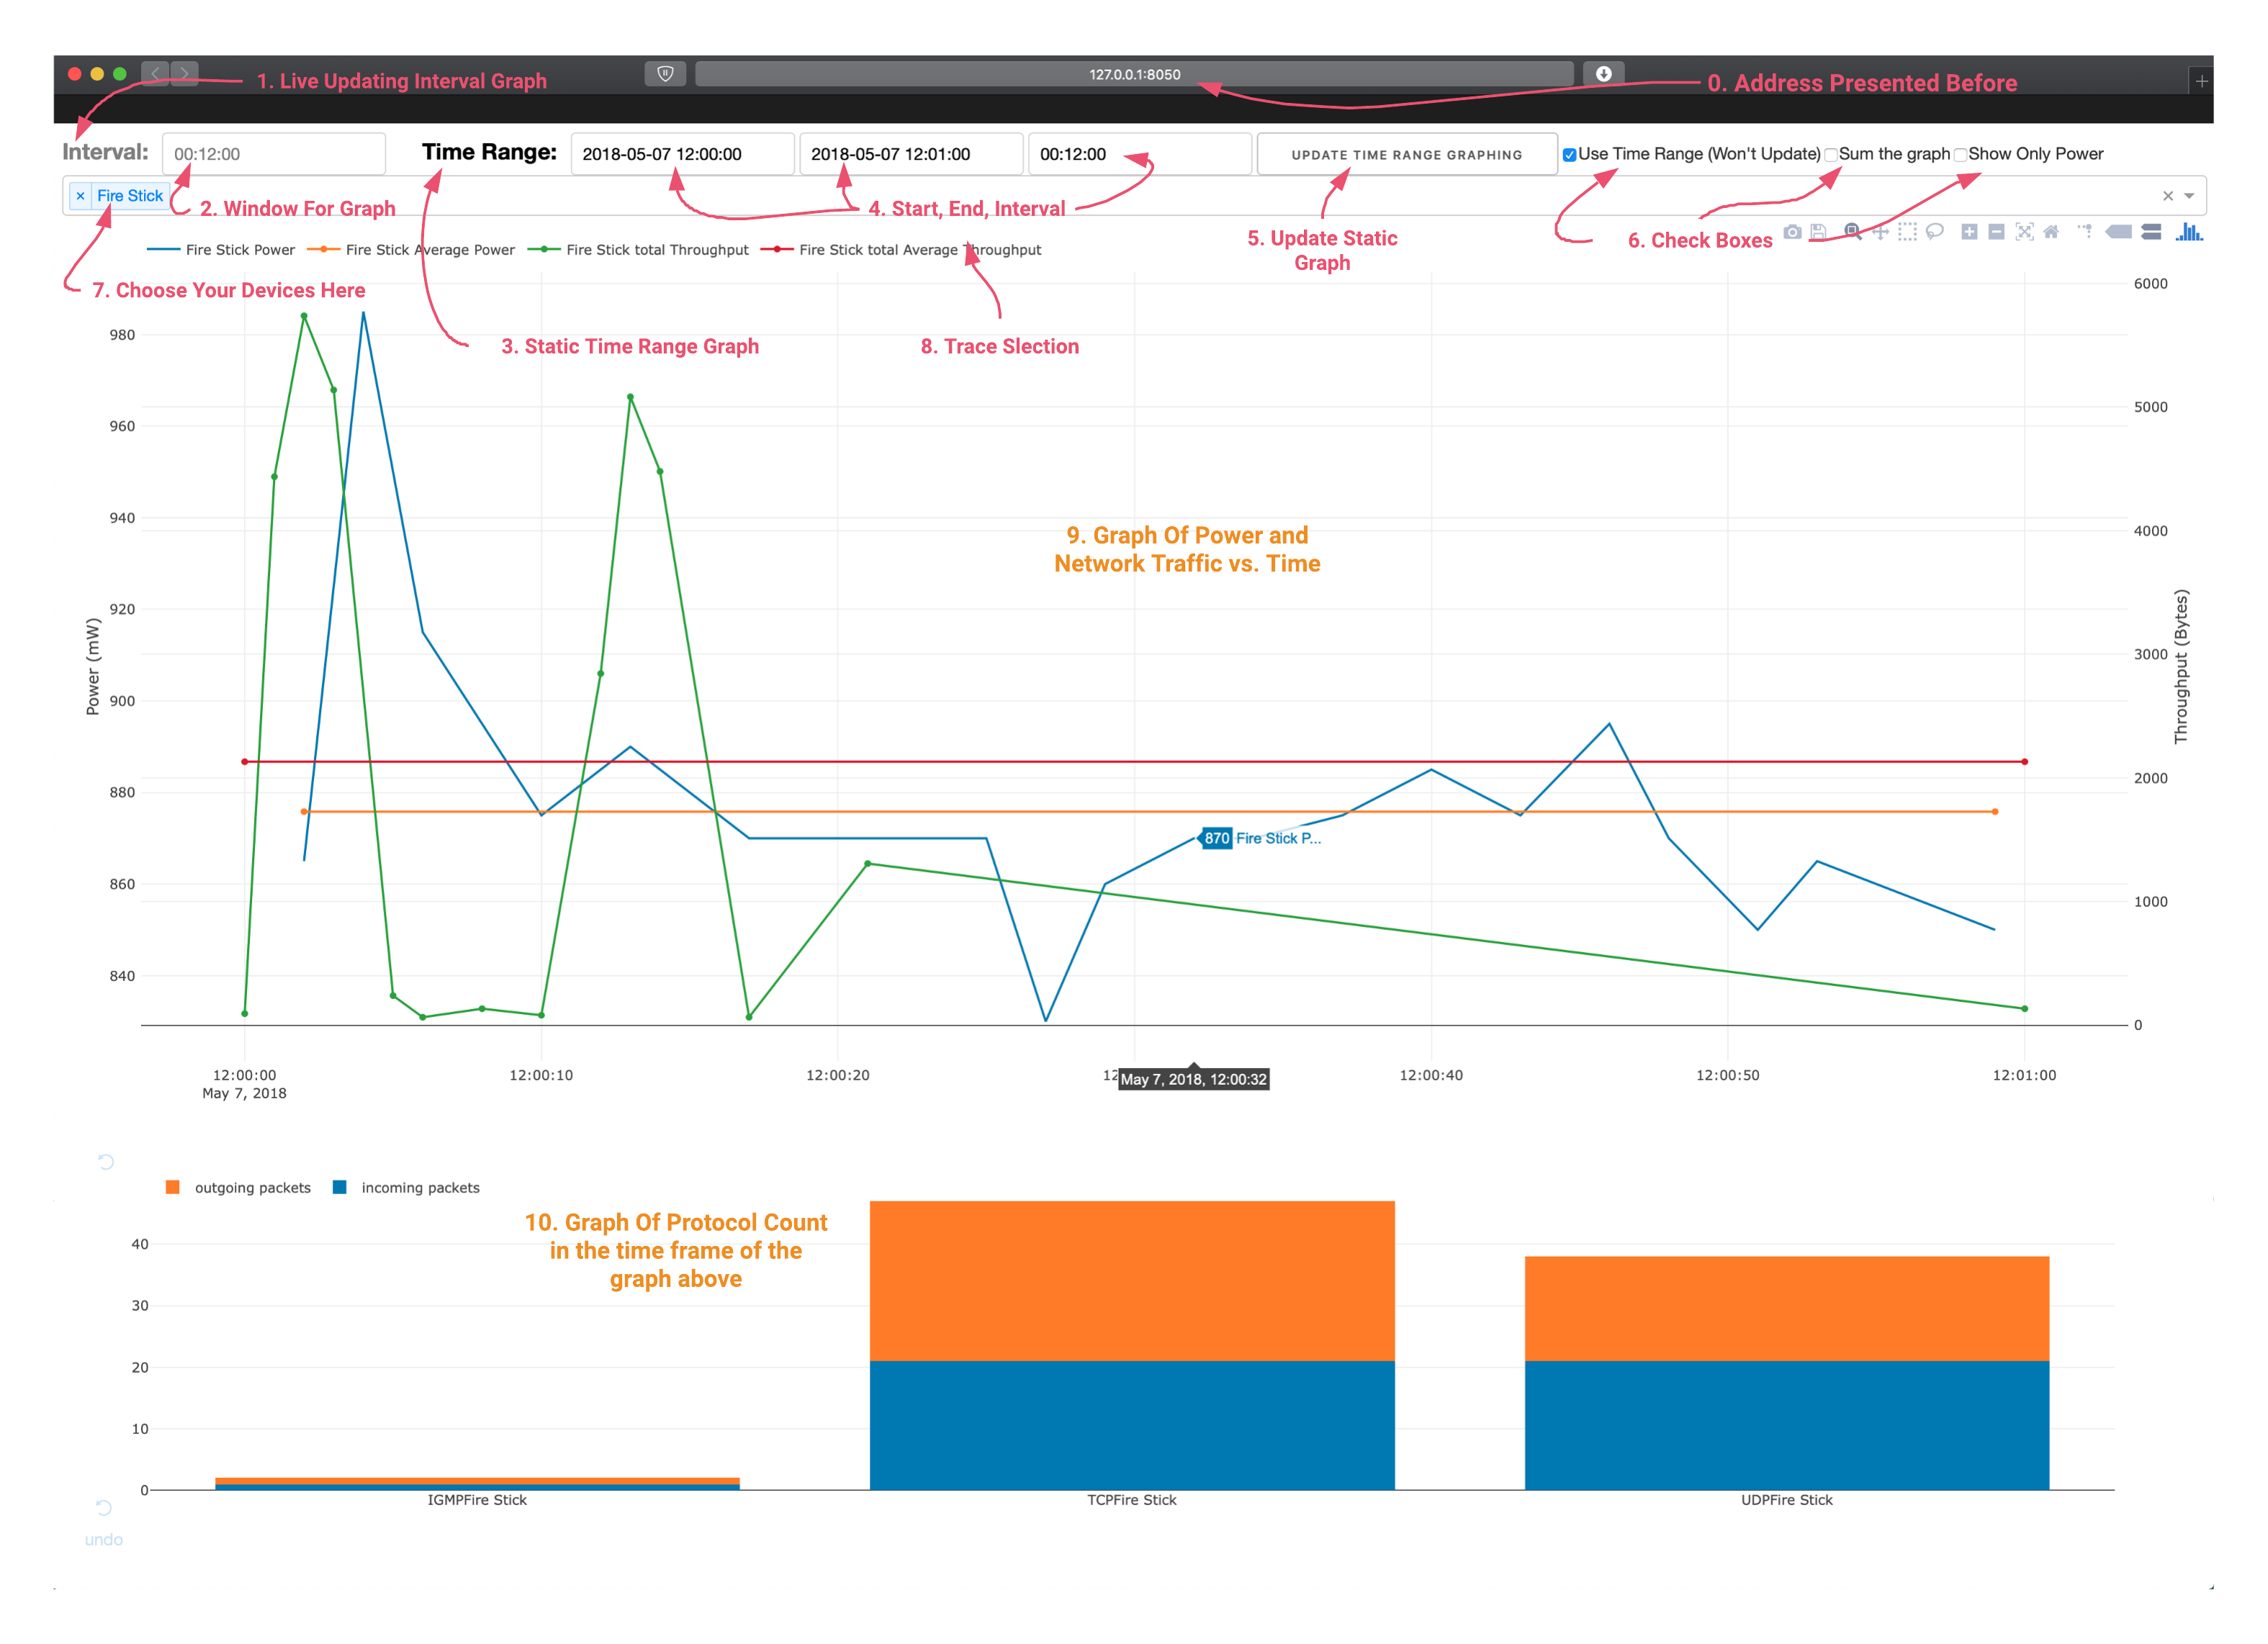 127.0.0.1:8050
1. Live Updating Interval Graph
0. Address Presented Before
Interval:
00:12:00
Time Range:
2018-05-07 12:00:00
2018-05-07 12:01:00
00:12:00
UPDATE TIME RANGE GRAPHING
Use Time Range (Won't Update)
Sum the graph
Show Only Power
× Fire Stick
2. Window For Graph
4. Start, End, Interval
5. Update Static
Graph
6. Check Boxes
Fire Stick Power
Fire Stick Average Power
Fire Stick total Throughput
Fire Stick total Average Throughput
7. Choose Your Devices Here
3. Static Time Range Graph
8. Trace Slection
9. Graph Of Power and
Network Traffic vs. Time
Power (mW)
980
960
940
920
900
880
860
840
Throughput (Bytes)
6000
5000
4000
3000
2000
1000
0
870 Fire Stick P...
12:00:00
May 7, 2018
12:00:10
12:00:20
12
May 7, 2018, 12:00:32
12:00:40
12:00:50
12:01:00
outgoing packets
incoming packets
10. Graph Of Protocol Count
in the time frame of the
graph above
40
30
20
10
0
IGMPFire Stick
TCPFire Stick
UDPFire Stick
undo